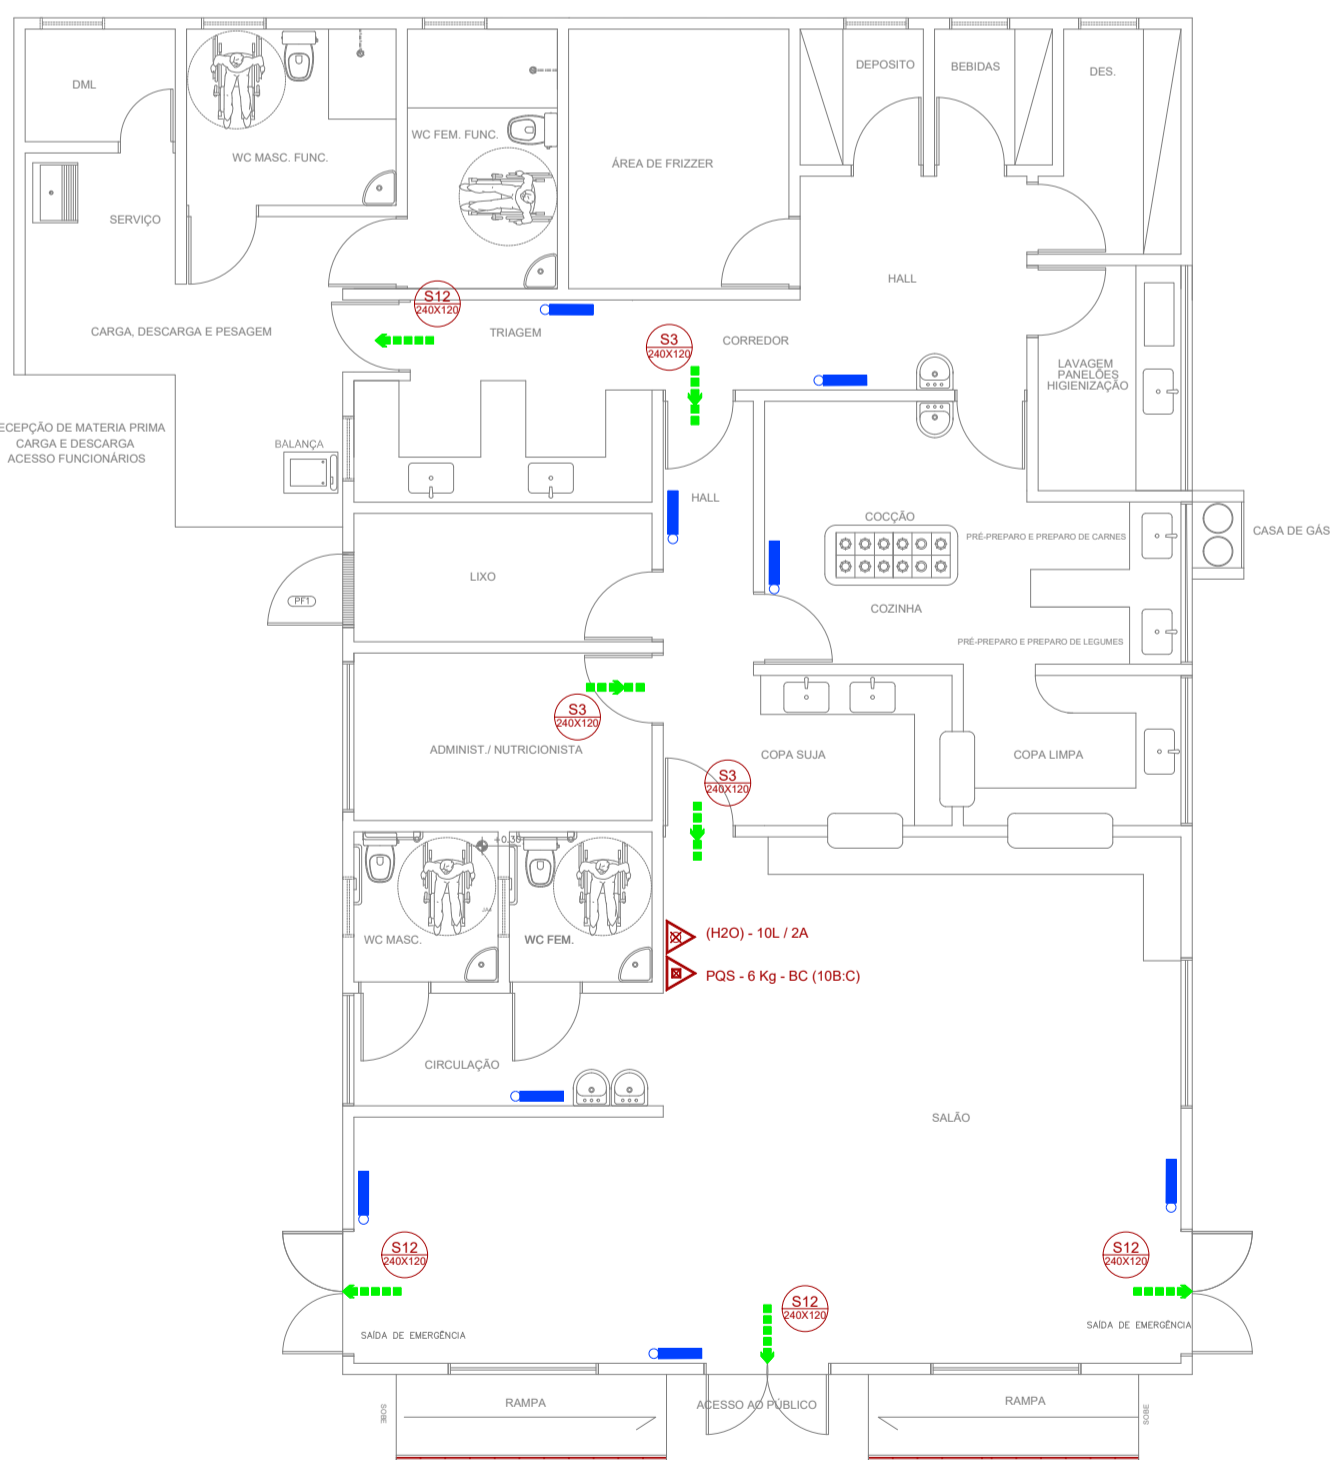 DML
DEPOSITO
BEBIDAS
DES.
WC MASC. FUNC.
WC FEM. FUNC.
ÁREA DE FRIZZER
SERVIÇO
HALL
S12
240X120
CARGA, DESCARGA E PESAGEM
TRIAGEM
S3
240X120
CORREDOR
LAVAGEM
PANELÕES
HIGIENIZAÇÃO
ECEPÇÃO DE MATERIA PRIMA
CARGA E DESCARGA
ACESSO FUNCIONÁRIOS
BALANÇA
HALL
COCÇÃO
PRÉ-PREPARO E PREPARO DE CARNES
CASA DE GÁS
LIXO
PF1
COZINHA
PRÉ-PREPARO E PREPARO DE LEGUMES
S3
240X120
ADMINIST./ NUTRICIONISTA
COPA SUJA
COPA LIMPA
S3
240X120
+0,30
WC MASC.
WC FEM.
(H2O) - 10L / 2A
PQS - 6 Kg - BC (10B:C)
CIRCULAÇÃO
SALÃO
S12
240X120
S12
240X120
S12
240X120
SAÍDA DE EMERGÊNCIA
SAÍDA DE EMERGÊNCIA
RAMPA
ACESSO AO PÚBLICO
RAMPA
SOBE
SOBE